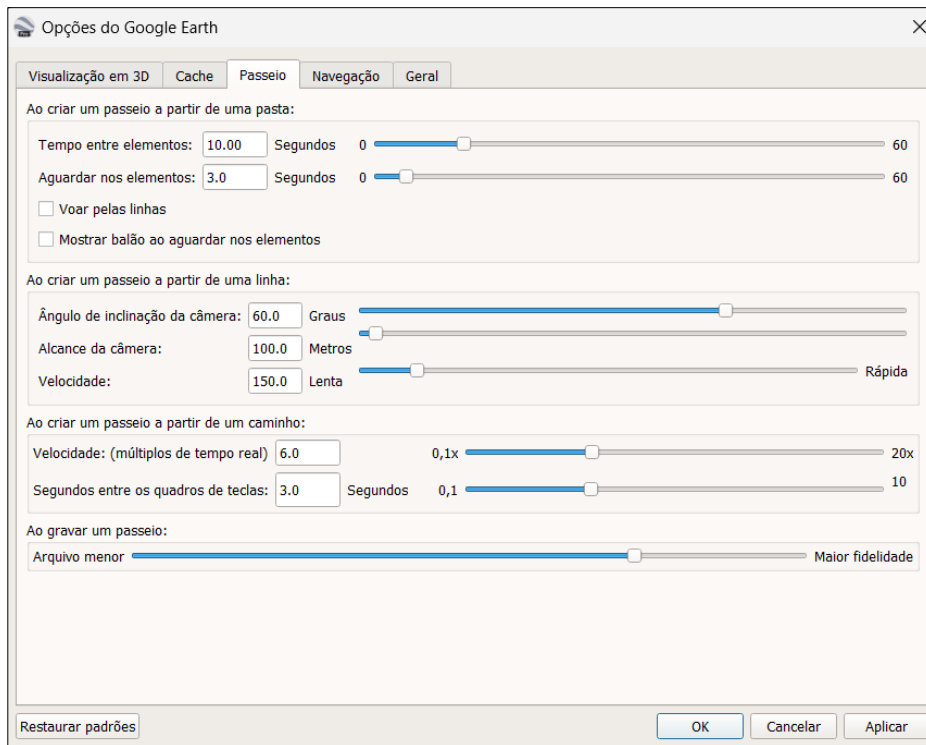 Opções do Google Earth
Visualização em 3D Cache Passeio Navegação Geral
Ao criar um passeio a partir de uma pasta:
Tempo entre elementos: 10.00 Segundos 0 60
Aguardar nos elementos: 3.0 Segundos 0 60
Voar pelas linhas
Mostrar balão ao aguardar nos elementos
Ao criar um passeio a partir de uma linha:
Ângulo de inclinação da câmera: 60.0 Graus
Alcance da câmera: 100.0 Metros
Velocidade: 150.0 Lenta Rápida
Ao criar um passeio a partir de um caminho:
Velocidade: (múltiplos de tempo real) 6.0 0,1x 20x
Segundos entre os quadros de teclas: 3.0 Segundos 0,1 10
Ao gravar um passeio:
Arquivo menor Maior fidelidade
Restaurar padrões OK Cancelar Aplicar